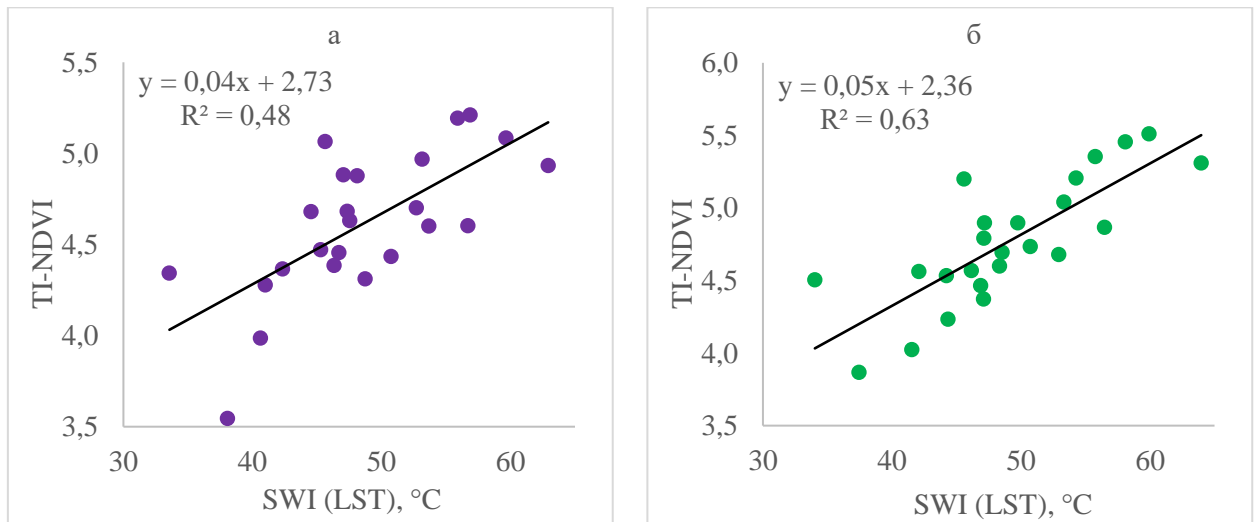 а
y = 0,04x + 2,73
R² = 0,48
5,5
5,0
4,5
4,0
3,5
TI-NDVI
30 40 50 60
SWI (LST), °C
б
y = 0,05x + 2,36
R² = 0,63
6,0
5,5
5,0
4,5
4,0
3,5
TI-NDVI
30 40 50 60
SWI (LST), °C